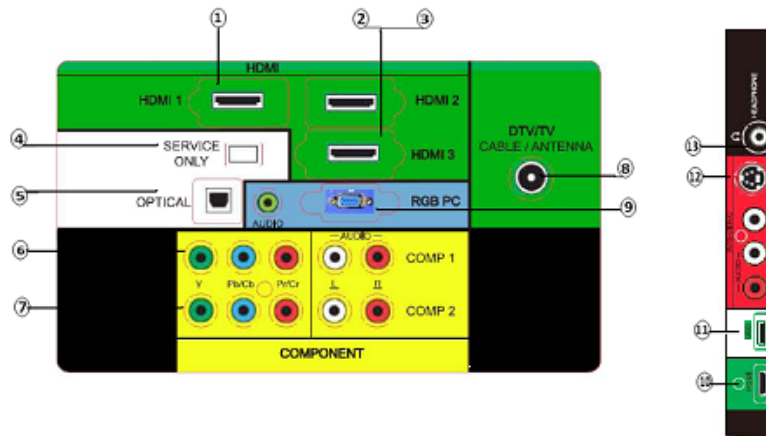 ① ② ③
HDMI
HDMI 1
HDMI 2
④ SERVICE ONLY
HDMI 3
DTV/TV
CABLE / ANTENNA
⑧
⑤ OPTICAL
AUDIO
RGB PC
⑨
AUDIO
⑥
COMP 1
Y Pb/Cb Pr/Cr L R
⑦
COMP 2
COMPONENT
HEADPHONE
⑬
⑫
AUDIO
⑪
⑩